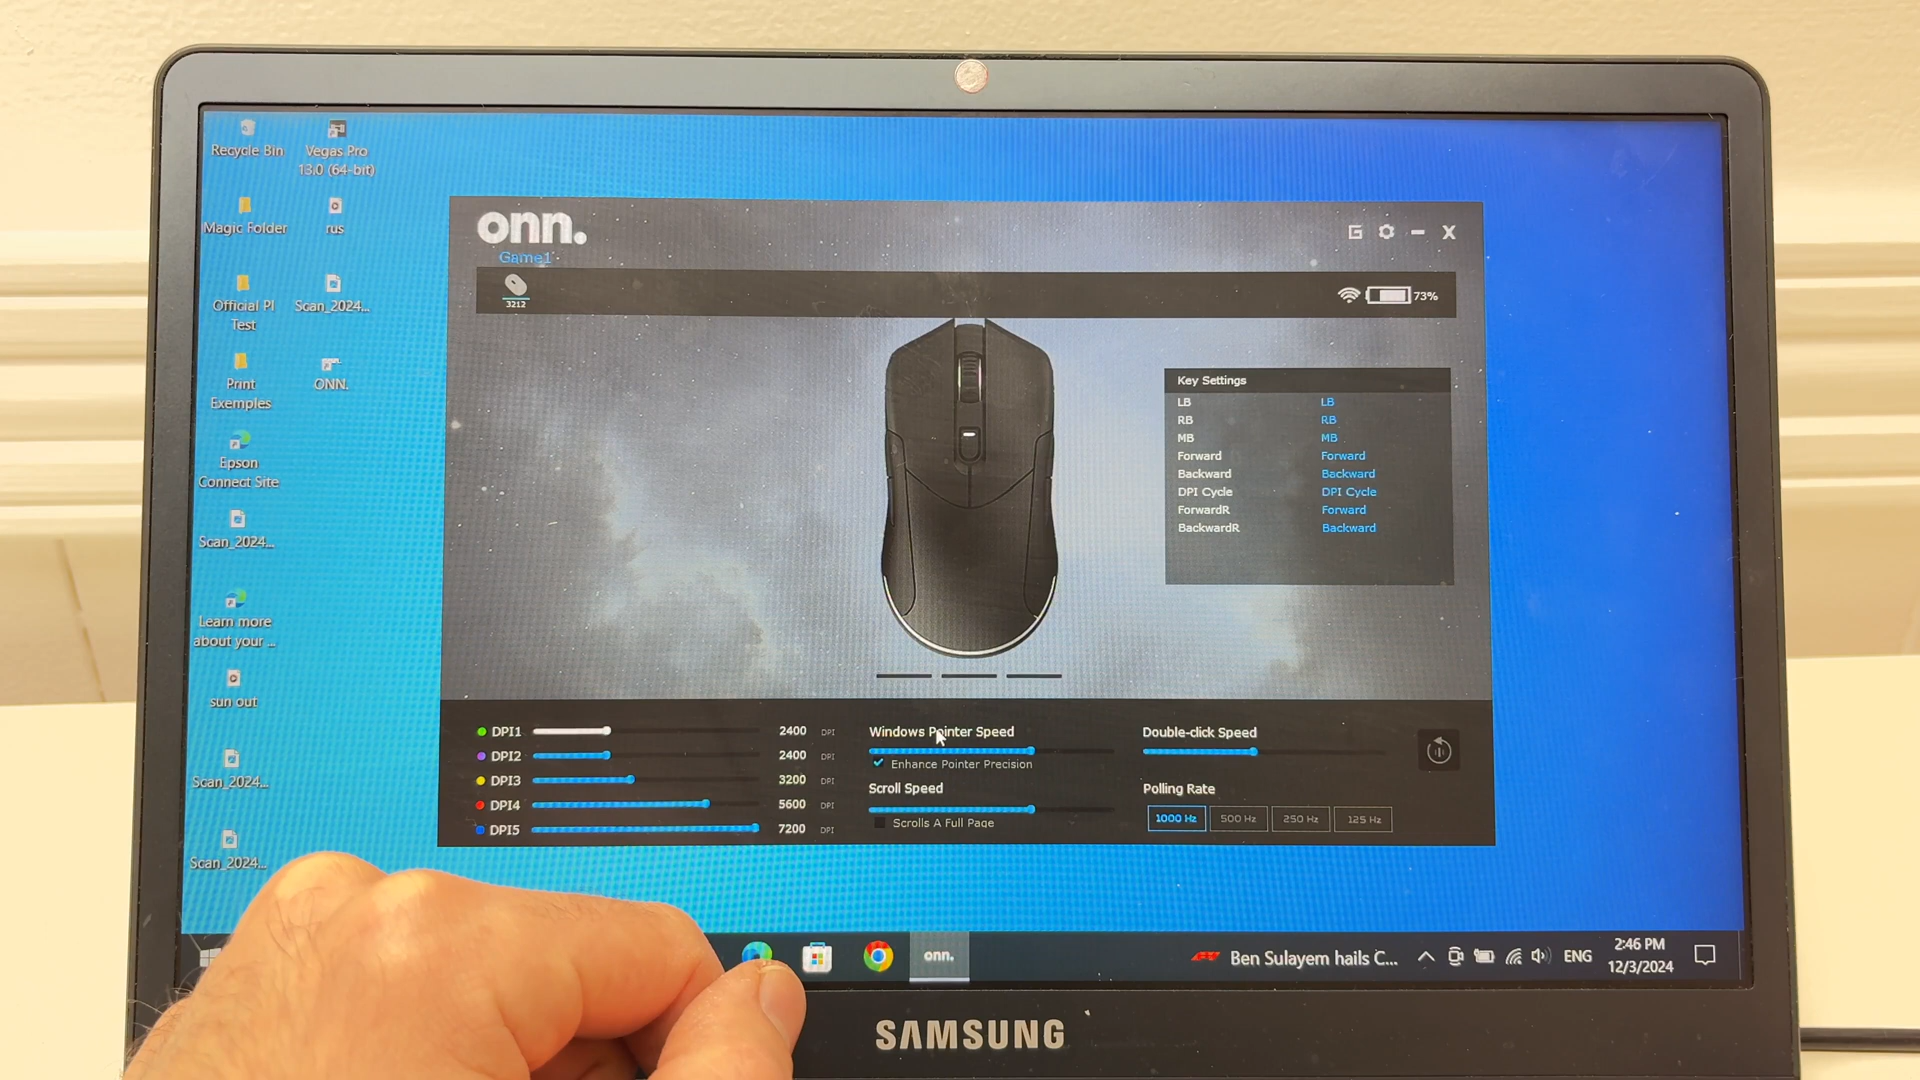 Recycle Bin
Vegas Pro
13.0 (64-bit)
Magic Folder
rus
Official PI
Test
Scan_2024...
Print
Exemples
ONN.
Epson
Connect Site
Scan_2024...
Learn more
about your ...
sun out
Scan_2024...
Scan_2024...
onn.
Game1
3212
73%
Key Settings
LB LB
RB RB
MB MB
Forward Forward
Backward Backward
DPI Cycle DPI Cycle
ForwardR Forward
BackwardR Backward
DPI1 2400 DPI
DPI2 2400 DPI
DPI3 3200 DPI
DPI4 5600 DPI
DPI5 7200 DPI
Windows Pointer Speed
Enhance Pointer Precision
Scroll Speed
Scrolls A Full Page
Double-click Speed
Polling Rate
1000 Hz 500 Hz 250 Hz 125 Hz
onn.
Ben Sulayem hails C...
ENG
2:46 PM
12/3/2024
SAMSUNG